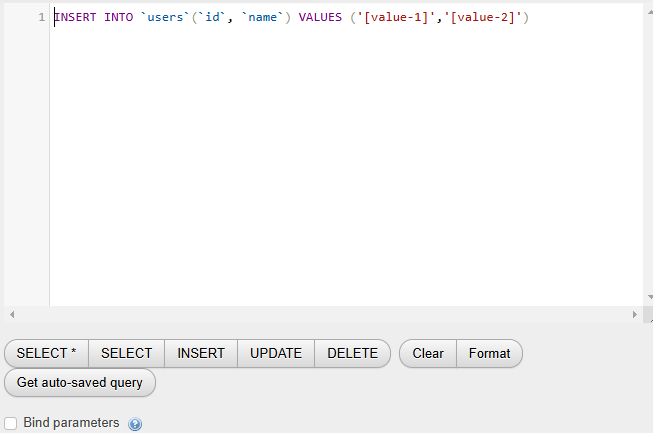 1 INSERT INTO `users`(`id`, `name`) VALUES ('[value-1]','[value-2]')
SELECT * SELECT INSERT UPDATE DELETE Clear Format
Get auto-saved query
Bind parameters ?